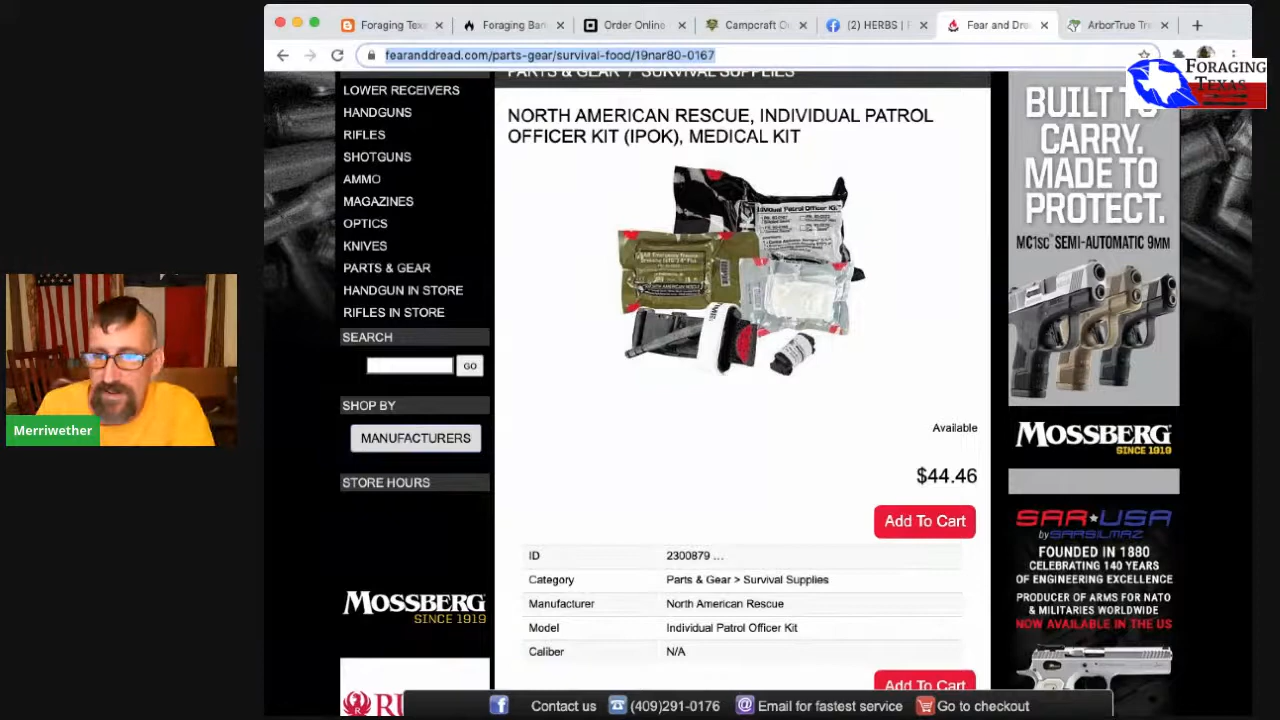 Foraging Tex
Foraging Ban
Order Online
Campcraft O
(2) HERBS | F
Fear and Dre
ArborTrue Tr
fearanddread.com/parts-gear/survival-food/19nar80-0167
FORAGING
TEXAS
PARTS & GEAR / SURVIVAL SUPPLIES
LOWER RECEIVERS
HANDGUNS
RIFLES
SHOTGUNS
AMMO
MAGAZINES
OPTICS
KNIVES
PARTS & GEAR
HANDGUN IN STORE
RIFLES IN STORE
SEARCH
GO
SHOP BY
MANUFACTURERS
STORE HOURS
MOSSBERG
SINCE 1919
RU
NORTH AMERICAN RESCUE, INDIVIDUAL PATROL
OFFICER KIT (IPOK), MEDICAL KIT
Individual Patrol Officer Kit
Available
$44.46
Add To Cart
ID 2300879 ...
Category Parts & Gear > Survival Supplies
Manufacturer North American Rescue
Model Individual Patrol Officer Kit
Caliber N/A
Add To Cart
BUILT TO
CARRY.
MADE TO
PROTECT.
MC1SC SEMI-AUTOMATIC 9MM
MOSSBERG
SINCE 1919
SAR USA
by SARSILMAZ
FOUNDED IN 1880
CELEBRATING 140 YEARS
OF ENGINEERING EXCELLENCE
PRODUCER OF ARMS FOR NATO
& MILITARIES WORLDWIDE
NOW AVAILABLE IN THE US
Merriwether
Contact us (409)291-0176 @ Email for fastest service Go to checkout